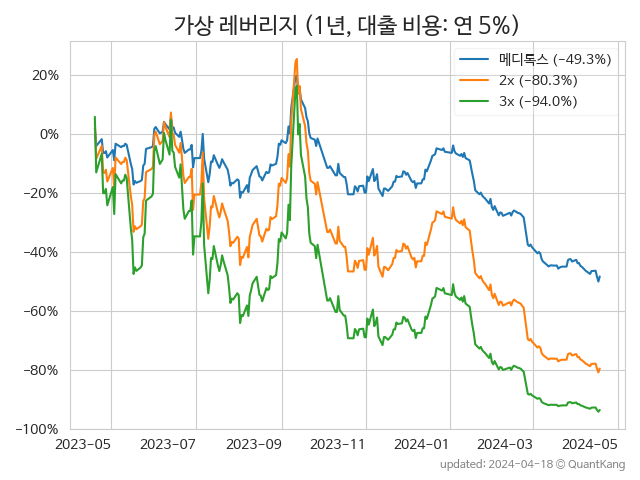 가상 레버리지 (1년, 대출 비용: 연 5%)
메디톡스 (-49.3%)
2x (-80.3%)
3x (-94.0%)
20%
0%
-20%
-40%
-60%
-80%
-100%
2023-05 2023-07 2023-09 2023-11 2024-01 2024-03 2024-05
updated: 2024-04-18 © QuantKang